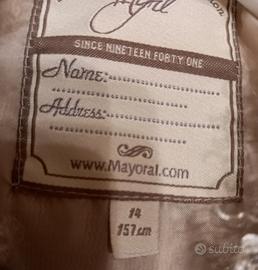 SINCE NINETEEN FORTY ONE
Name:
Address:
www.Mayoral.com
14
157cm
subito